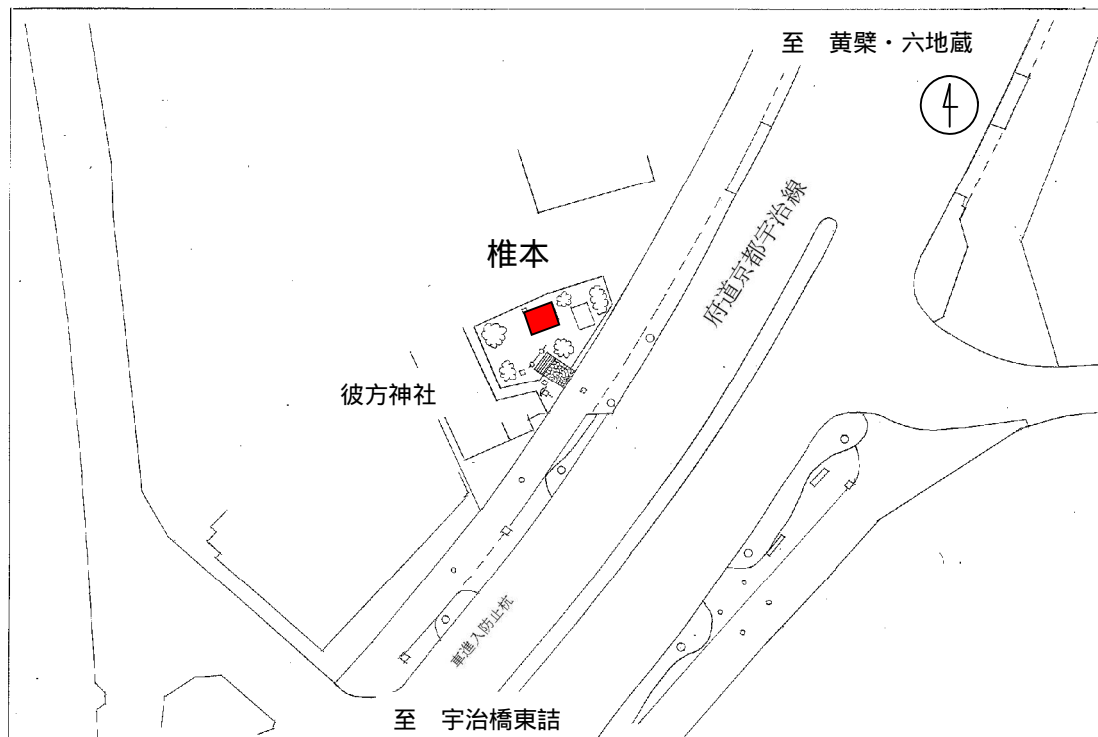 至　黄檗・六地蔵
府道京都宇治線
椎本
彼方神社
車進入防止杭
至　宇治橋東詰